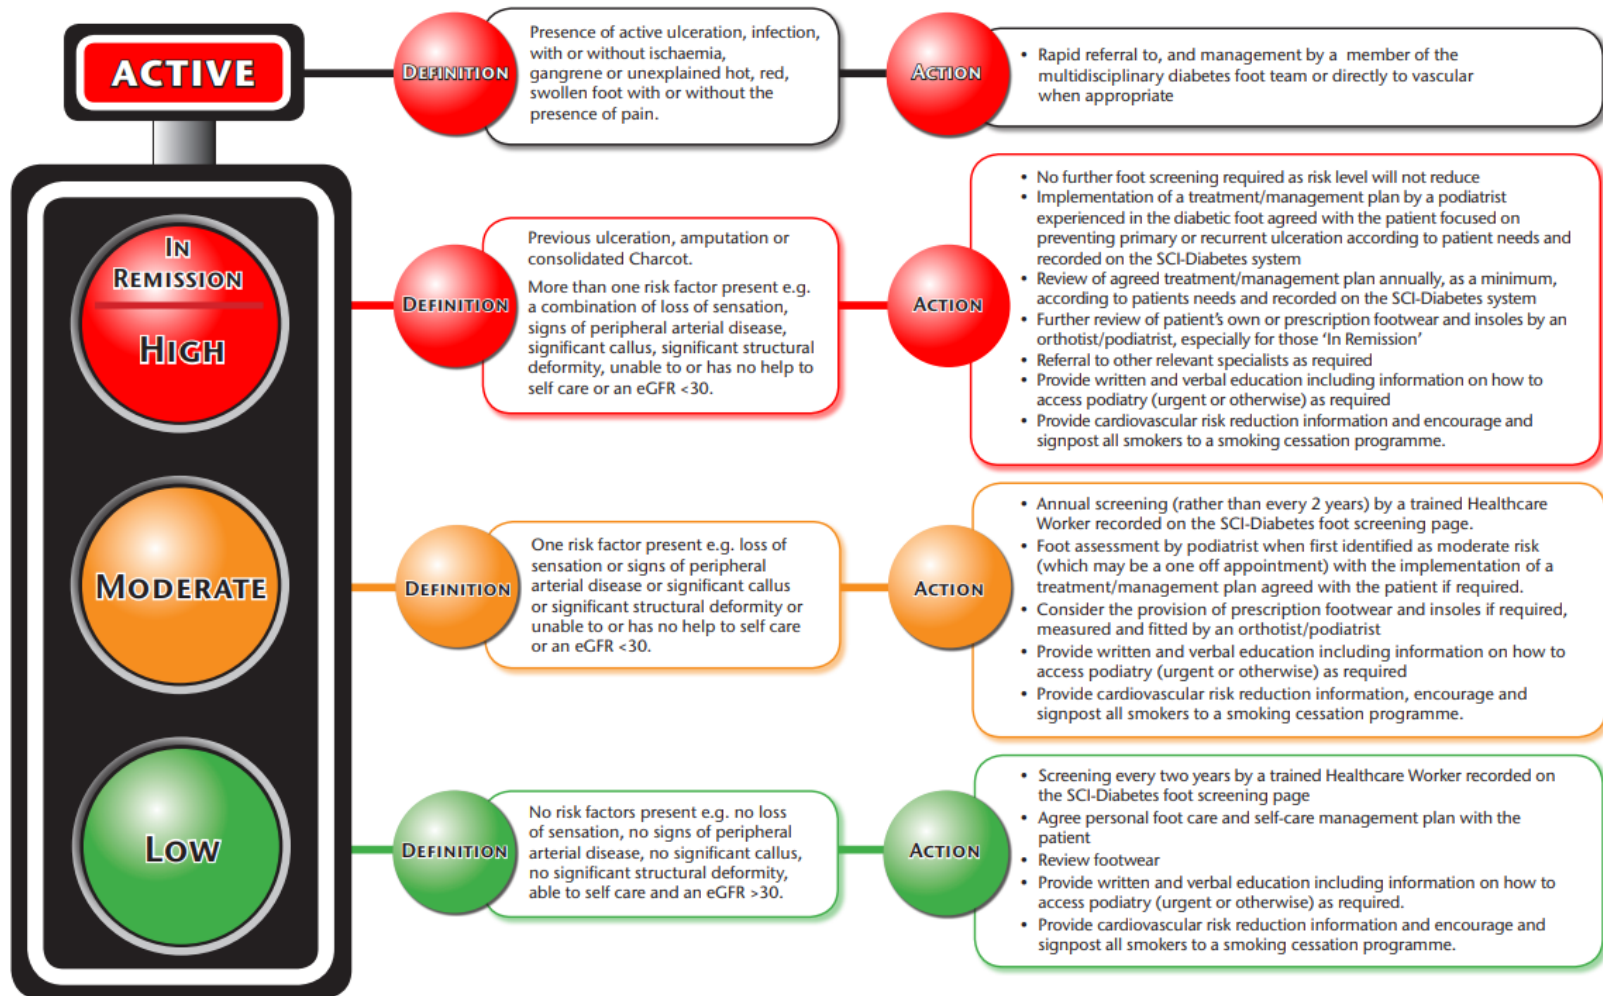 ACTIVE
DEFINITION
Presence of active ulceration, infection,
with or without ischaemia,
gangrene or unexplained hot, red,
swollen foot with or without the
presence of pain.
ACTION
• Rapid referral to, and management by a member of the
multidisciplinary diabetes foot team or directly to vascular
when appropriate
IN
REMISSION
HIGH
DEFINITION
Previous ulceration, amputation or
consolidated Charcot.
More than one risk factor present e.g.
a combination of loss of sensation,
signs of peripheral arterial disease,
significant callus, significant structural
deformity, unable to or has no help to
self care or an eGFR <30.
ACTION
• No further foot screening required as risk level will not reduce
• Implementation of a treatment/management plan by a podiatrist
experienced in the diabetic foot agreed with the patient focused on
preventing primary or recurrent ulceration according to patient needs and
recorded on the SCI-Diabetes system
• Review of agreed treatment/management plan annually, as a minimum,
according to patients needs and recorded on the SCI-Diabetes system
• Further review of patient's own or prescription footwear and insoles by an
orthotist/podiatrist, especially for those ‘In Remission’
• Referral to other relevant specialists as required
• Provide written and verbal education including information on how to
access podiatry (urgent or otherwise) as required
• Provide cardiovascular risk reduction information and encourage and
signpost all smokers to a smoking cessation programme.
MODERATE
DEFINITION
One risk factor present e.g. loss of
sensation or signs of peripheral
arterial disease or significant callus
or significant structural deformity or
unable to or has no help to self care
or an eGFR <30.
ACTION
• Annual screening (rather than every 2 years) by a trained Healthcare
Worker recorded on the SCI-Diabetes foot screening page.
• Foot assessment by podiatrist when first identified as moderate risk
(which may be a one off appointment) with the implementation of a
treatment/management plan agreed with the patient if required.
• Consider the provision of prescription footwear and insoles if required,
measured and fitted by an orthotist/podiatrist
• Provide written and verbal education including information on how to
access podiatry (urgent or otherwise) as required
• Provide cardiovascular risk reduction information, encourage and
signpost all smokers to a smoking cessation programme.
LOW
DEFINITION
No risk factors present e.g. no loss
of sensation, no signs of peripheral
arterial disease, no significant callus,
no significant structural deformity,
able to self care and an eGFR >30.
ACTION
• Screening every two years by a trained Healthcare Worker recorded on
the SCI-Diabetes foot screening page
• Agree personal foot care and self-care management plan with the
patient
• Review footwear
• Provide written and verbal education including information on how to
access podiatry (urgent or otherwise) as required.
• Provide cardiovascular risk reduction information and encourage and
signpost all smokers to a smoking cessation programme.